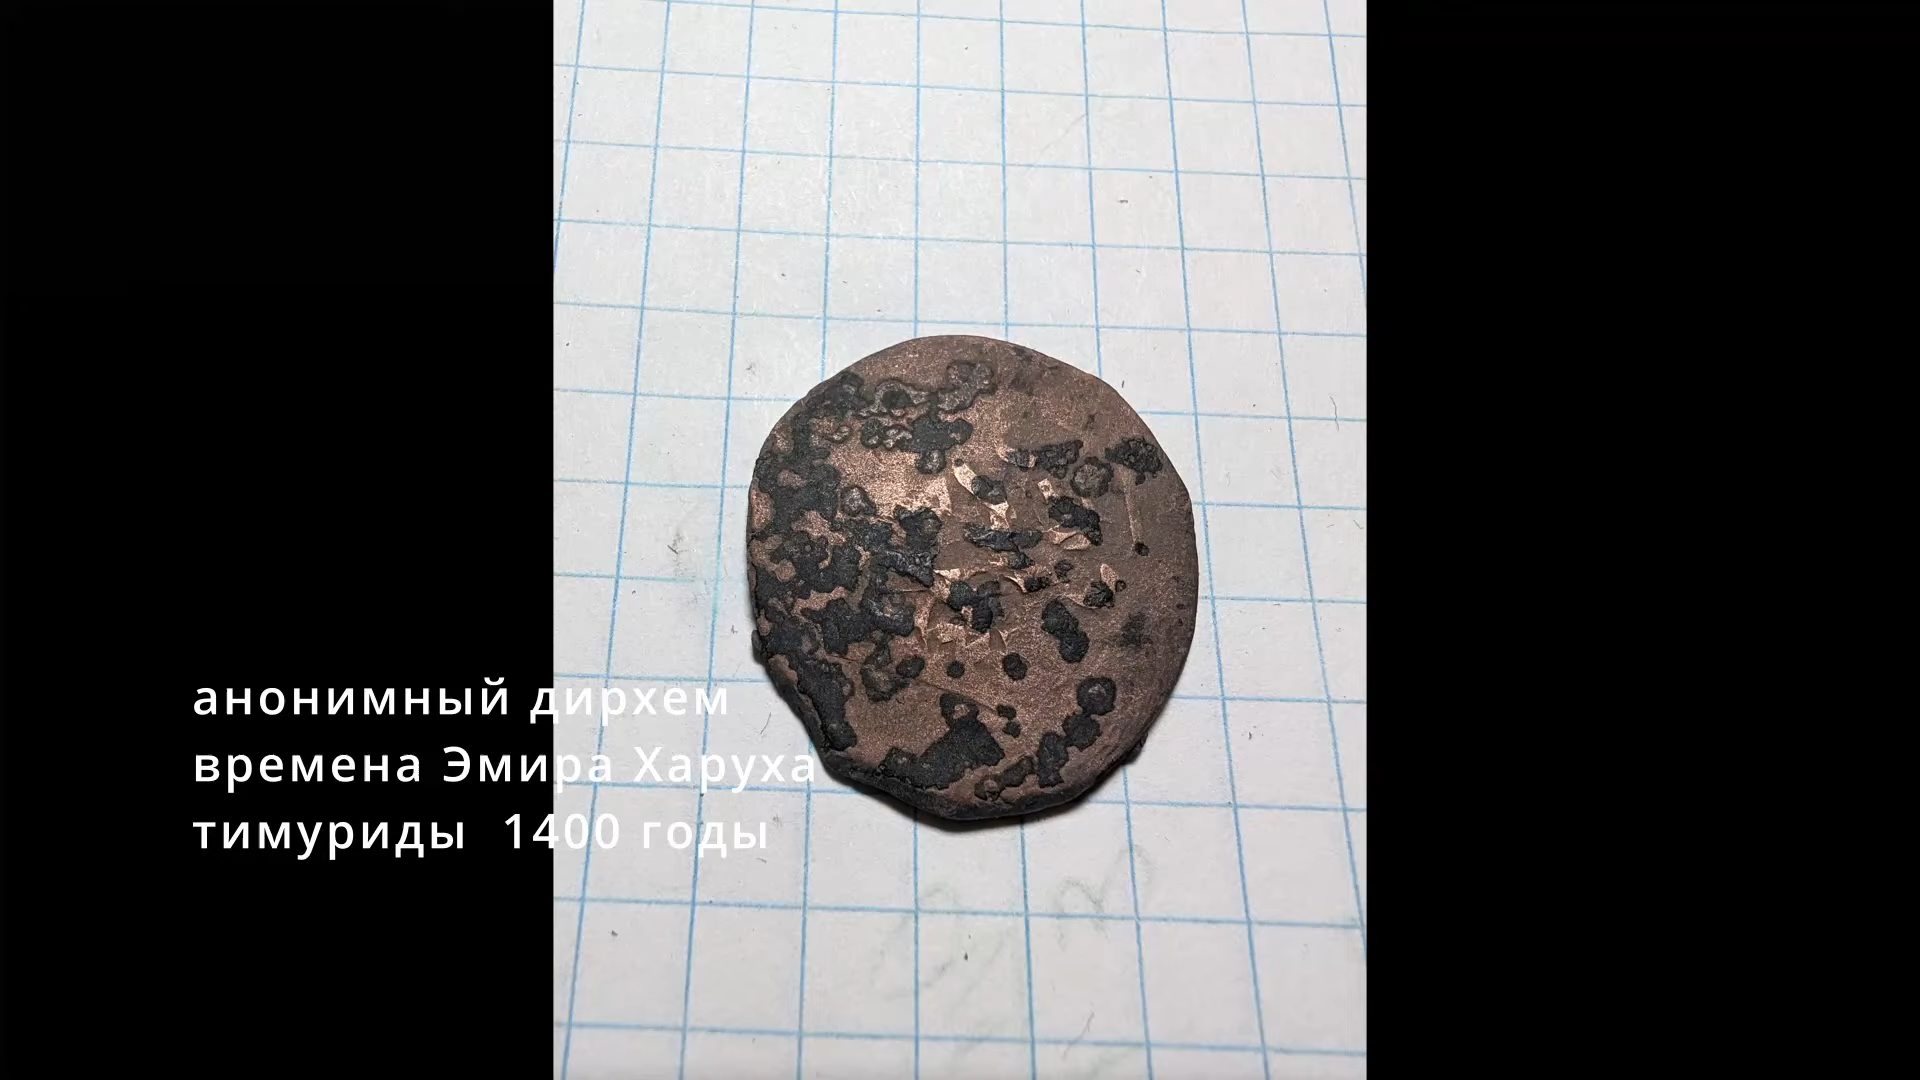 анонимный дирхем
времена Эмира Харуха
тимуриды 1400 годы